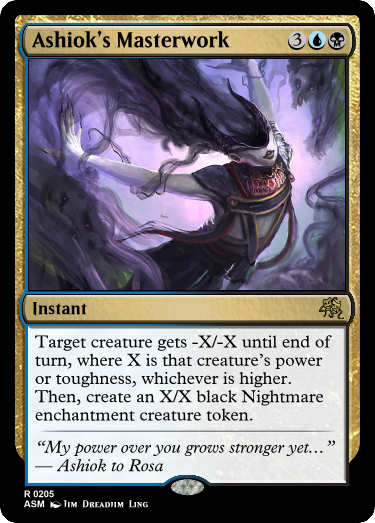 Ashiok's Masterwork 3
Instant
Target creature gets -X/-X until end of
turn, where X is that creature's power
or toughness, whichever is higher.
Then, create an X/X black Nightmare
enchantment creature token.
“My power over you grows stronger yet…”
— Ashiok to Rosa
R 0205
ASM Jim Dreadjim Ling